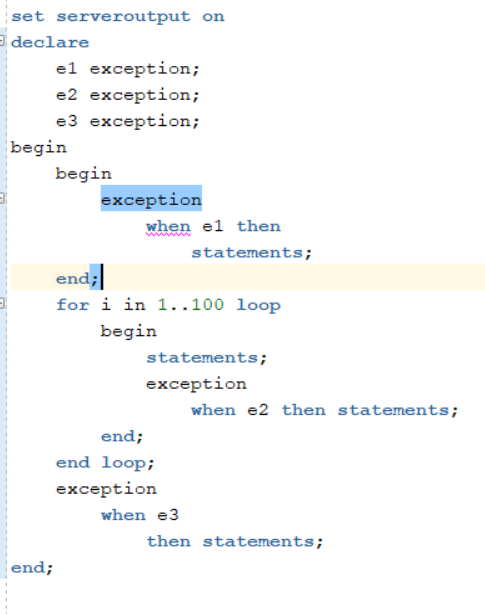 set serveroutput on
declare
    e1 exception;
    e2 exception;
    e3 exception;
begin
    begin
        exception
            when e1 then
                statements;
    end;
    for i in 1..100 loop
        begin
            statements;
            exception
                when e2 then statements;
        end;
    end loop;
    exception
        when e3
            then statements;
end;